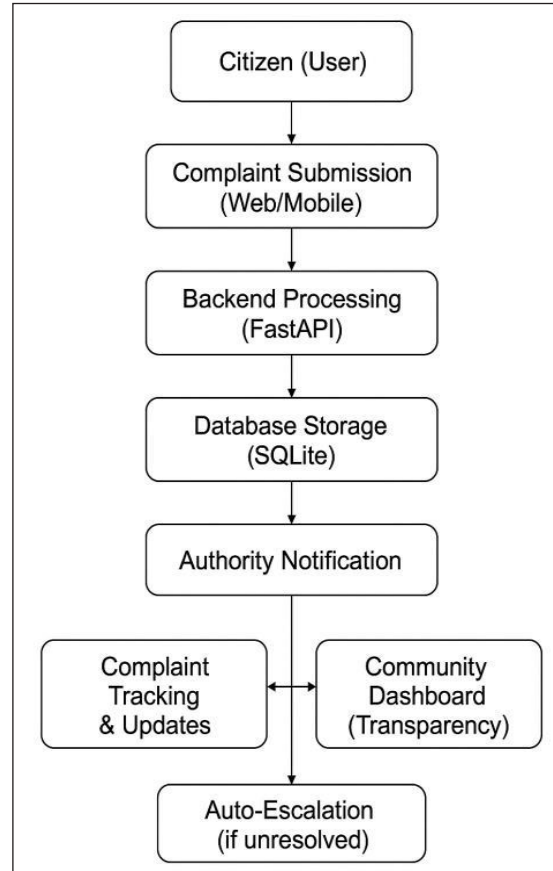 Citizen (User)
Complaint Submission
(Web/Mobile)
Backend Processing
(FastAPI)
Database Storage
(SQLite)
Authority Notification
Complaint
Tracking
& Updates
Community
Dashboard
(Transparency)
Auto-Escalation
(if unresolved)